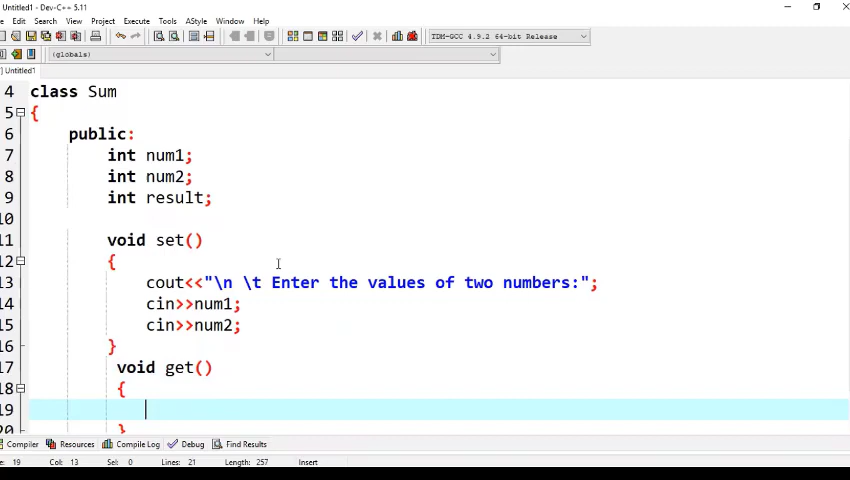 Untitled1 - Dev-C++ 5.11
Edit Search View Project Execute Tools AStyle Window Help
TDM-GCC 4.9.2 64-bit Release
(globals)
Untitled1
4 class Sum
5 {
6 public:
7 int num1;
8 int num2;
9 int result;
10
11 void set()
12 {
13 cout<<"\n \t Enter the values of two numbers:";
14 cin>>num1;
15 cin>>num2;
16 }
17 void get()
18 {
19
20 }
Compiler Resources Compile Log Debug Find Results
19 Col: 13 Sel: 0 Lines: 21 Length: 257 Insert